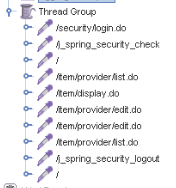 Thread Group
/security/login.do
/j_spring_security_check
/
/item/provider/list.do
/item/display.do
/item/provider/edit.do
/item/provider/edit.do
/item/provider/list.do
/j_spring_security_logout
/